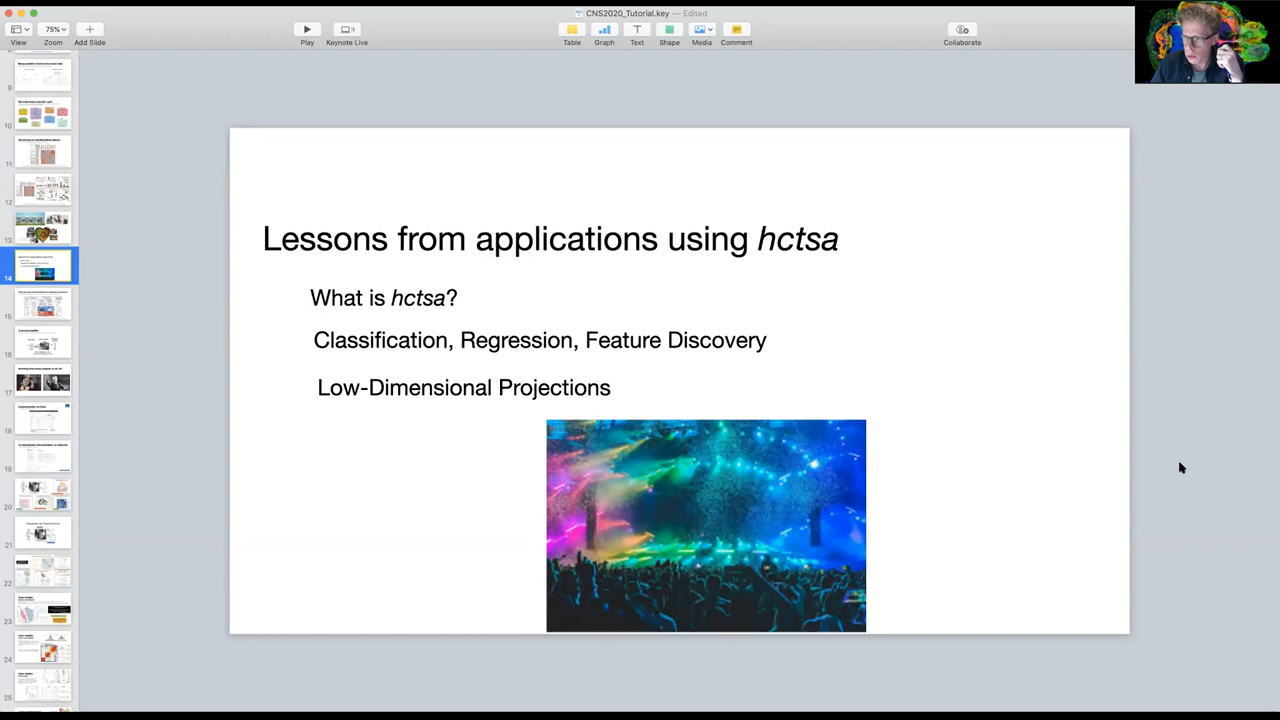 CNS2020_Tutorial.key — Edited
75%
View
Zoom
Add Slide
Play
Keynote Live
Table
Graph
Text
Shape
Media
Comment
Collaborate
9
10
11
12
13
14
15
16
17
18
19
20
21
22
23
24
25
Lessons from applications using hctsa
What is hctsa?
Classification, Regression, Feature Discovery
Low-Dimensional Projections